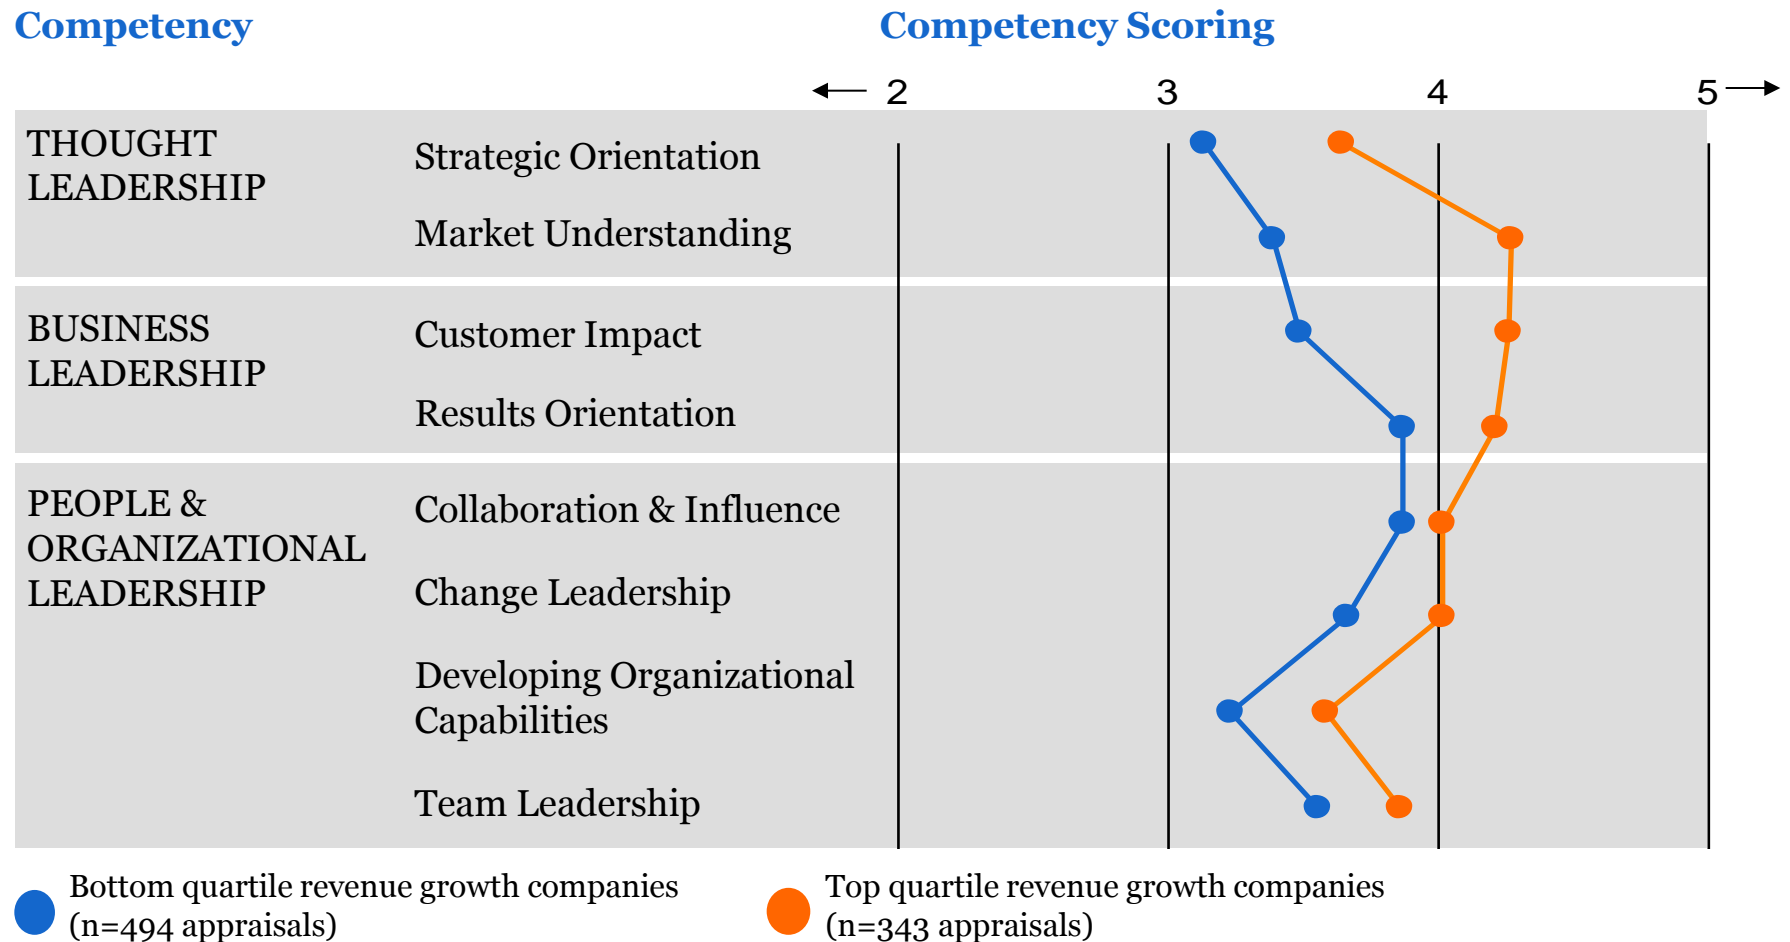 Competency
Competency Scoring
2
3
4
5
THOUGHT
LEADERSHIP
Strategic Orientation
Market Understanding
BUSINESS
LEADERSHIP
Customer Impact
Results Orientation
PEOPLE &
ORGANIZATIONAL
LEADERSHIP
Collaboration & Influence
Change Leadership
Developing Organizational
Capabilities
Team Leadership
Bottom quartile revenue growth companies
(n=494 appraisals)
Top quartile revenue growth companies
(n=343 appraisals)